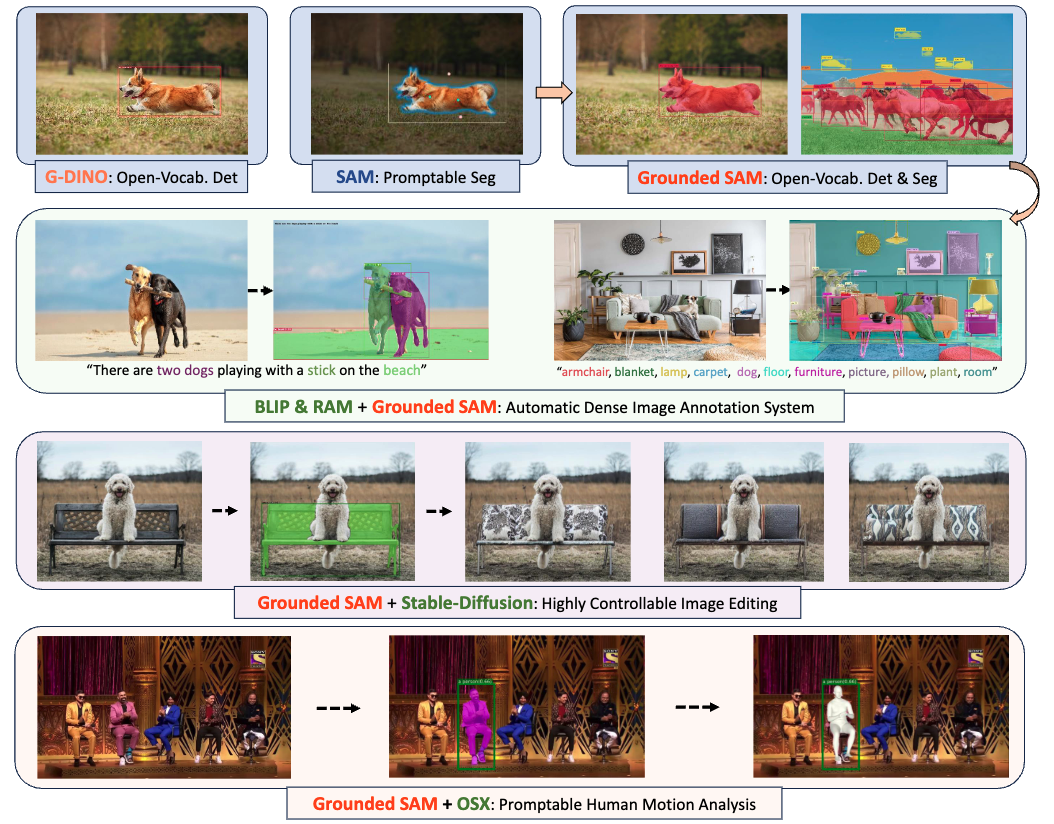 G-DINO: Open-Vocab. Det
SAM: Promptable Seg
Grounded SAM: Open-Vocab. Det & Seg
“There are two dogs playing with a stick on the beach”
“armchair, blanket, lamp, carpet, dog, floor, furniture, picture, pillow, plant, room”
BLIP & RAM + Grounded SAM: Automatic Dense Image Annotation System
Grounded SAM + Stable-Diffusion: Highly Controllable Image Editing
SONY
S
SONY
S
SONY
S
Grounded SAM + OSX: Promptable Human Motion Analysis